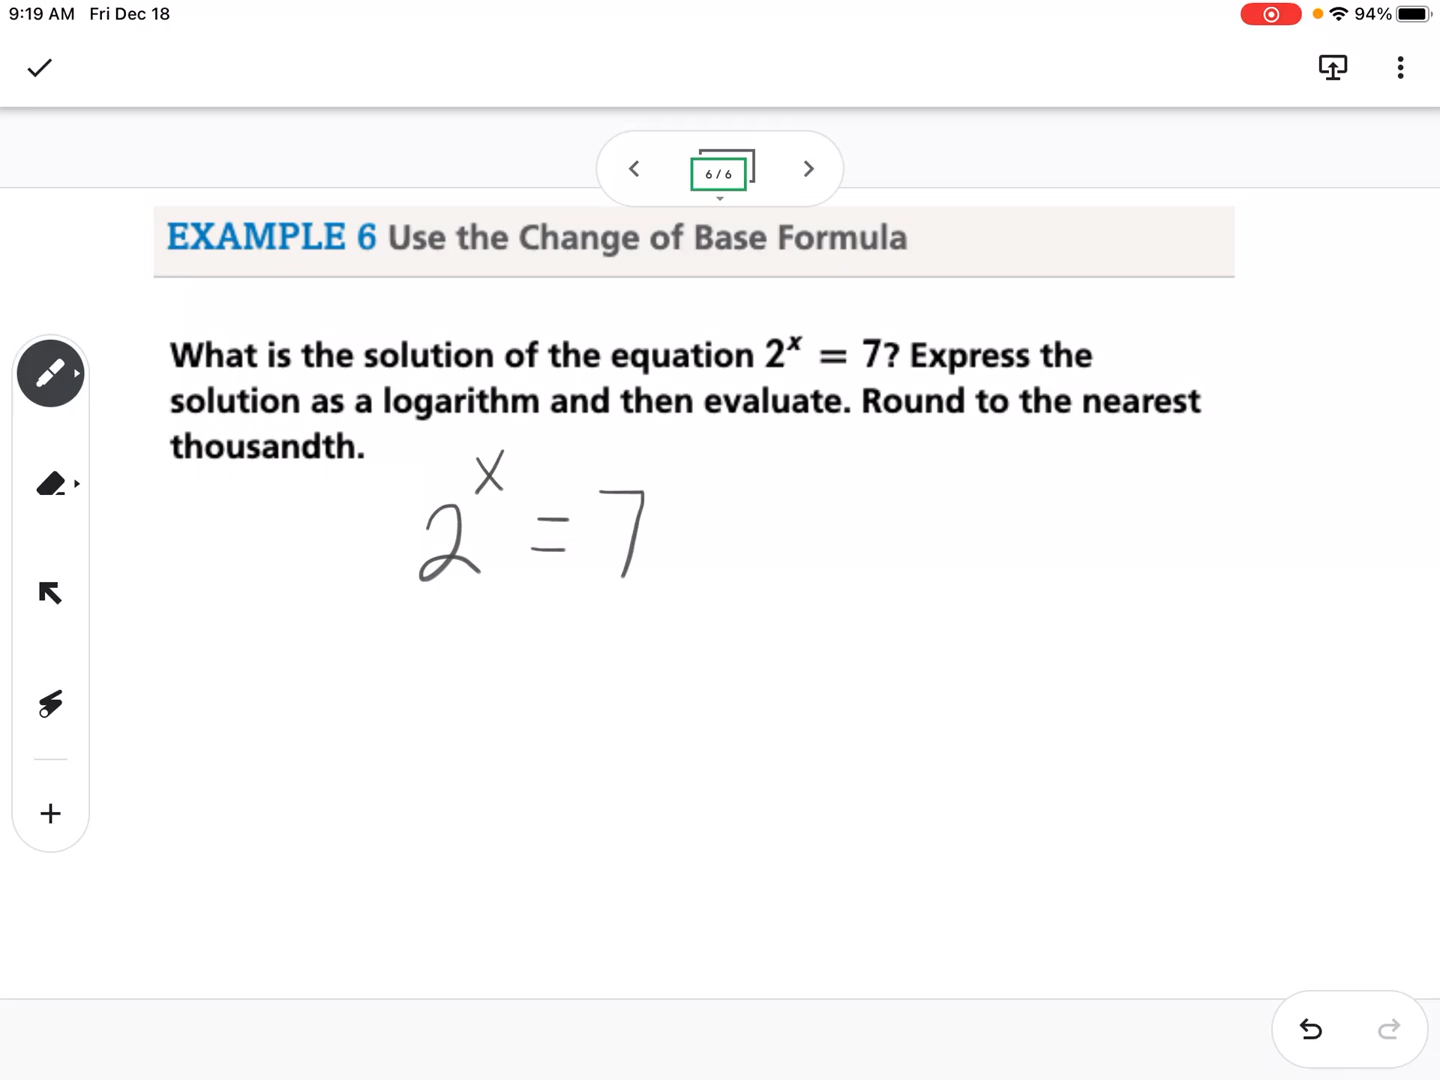 9:19 AM Fri Dec 18
94%
6 / 6
EXAMPLE 6 Use the Change of Base Formula
What is the solution of the equation 2ˣ = 7? Express the
solution as a logarithm and then evaluate. Round to the nearest
thousandth.
2ˣ = 7